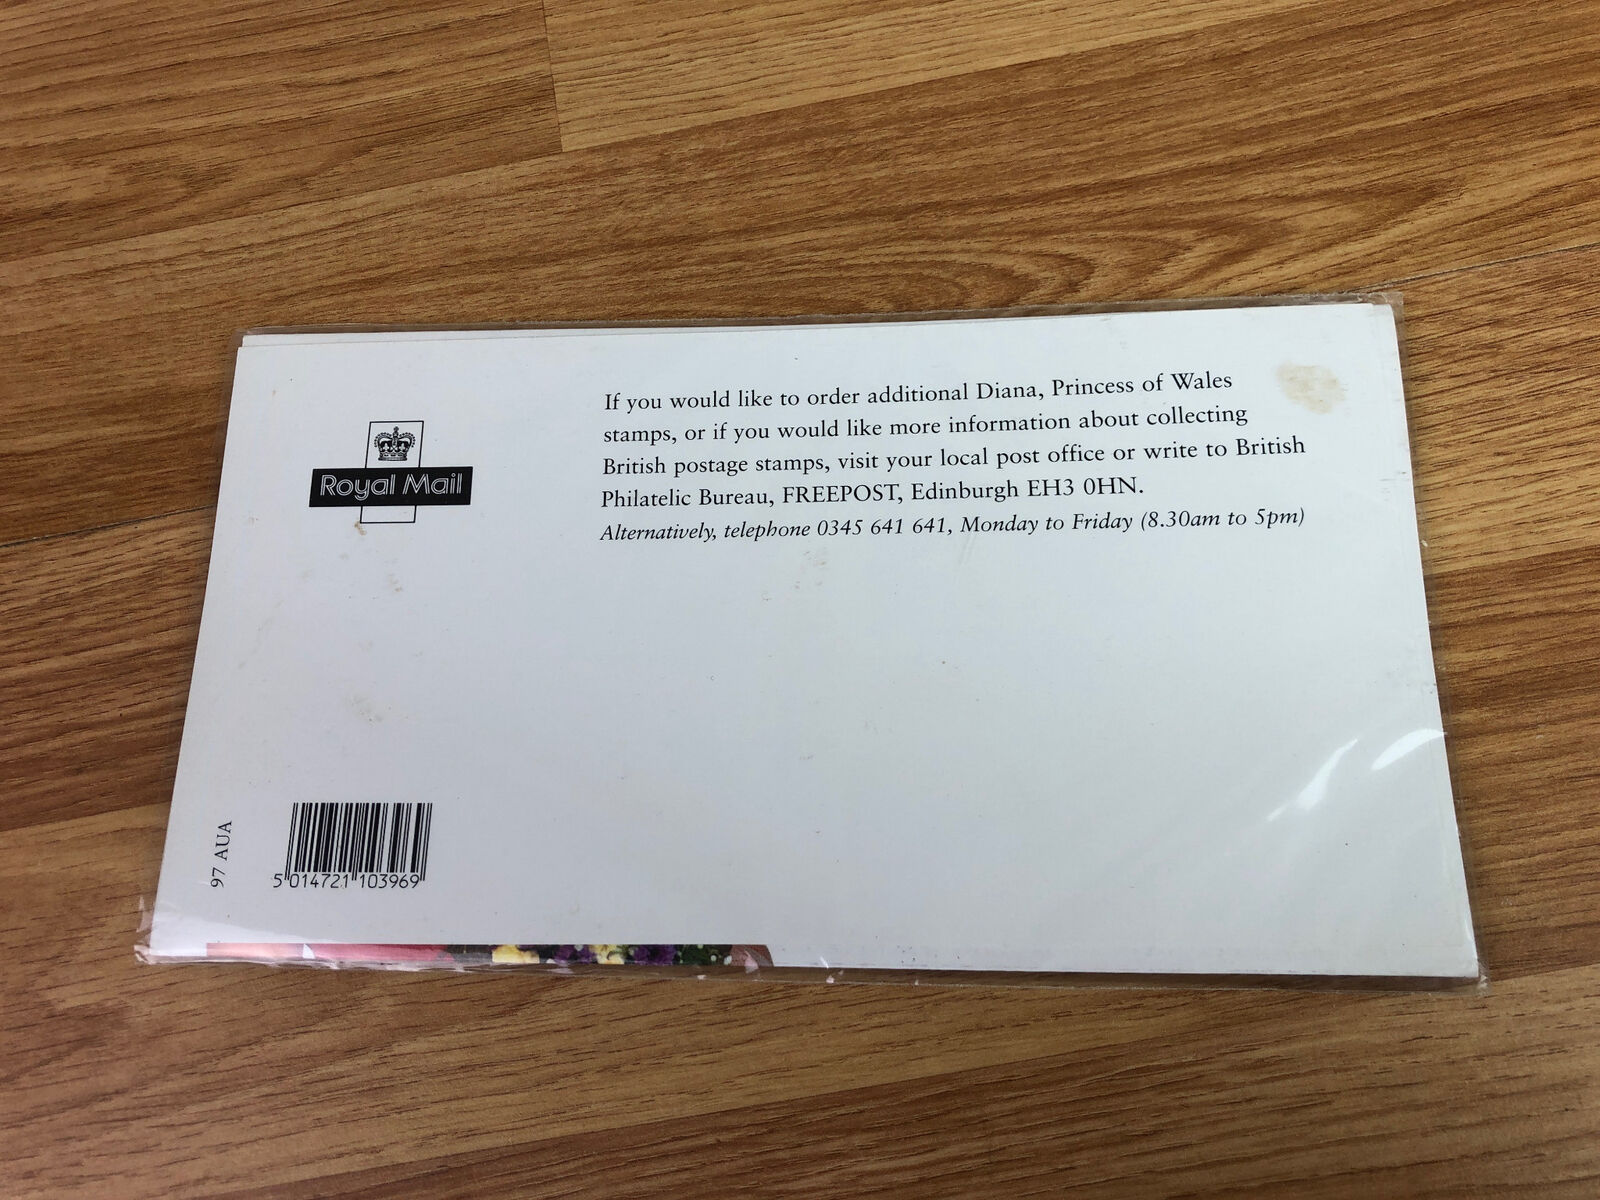 If you would like to order additional Diana, Princess of Wales
stamps, or if you would like more information about collecting
British postage stamps, visit your local post office or write to British
Philatelic Bureau, FREEPOST, Edinburgh EH3 0HN.
Alternatively, telephone 0345 641 641, Monday to Friday (8.30am to 5pm)
Royal Mail
97 AUA
5 014721 103969